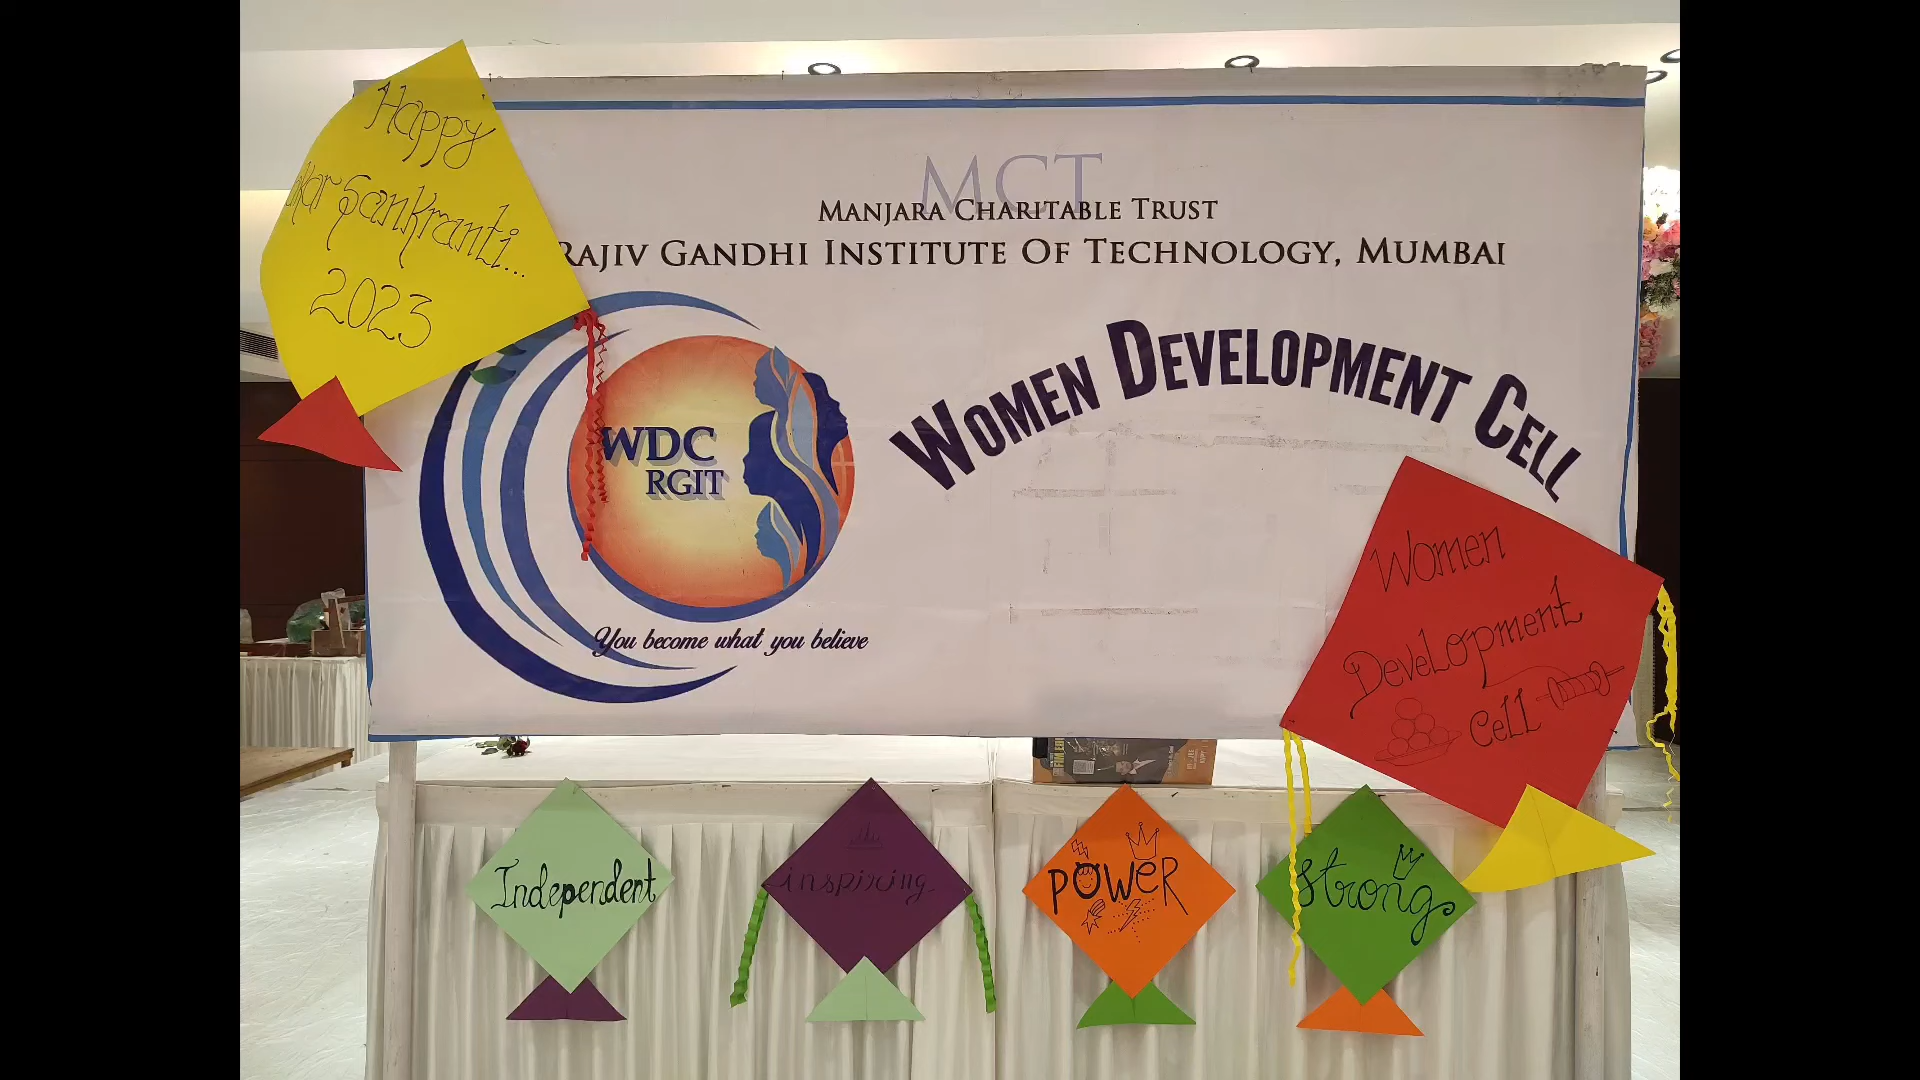 Happy
Sankranti...
2023
MCT
MANJARA CHARITABLE TRUST
RAJIV GANDHI INSTITUTE OF TECHNOLOGY, MUMBAI
WOMEN DEVELOPMENT CELL
WDC
RGIT
You become what you believe
Women
Development
Cell
Independent
inspiring
POWER
Strong